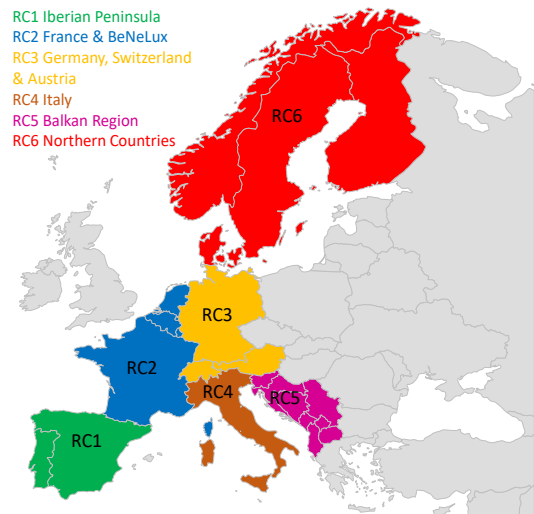 RC1 Iberian Peninsula
RC2 France & BeNeLux
RC3 Germany, Switzerland
& Austria
RC4 Italy
RC5 Balkan Region
RC6 Northern Countries
RC6
RC3
RC2
RC4
RC5
RC1